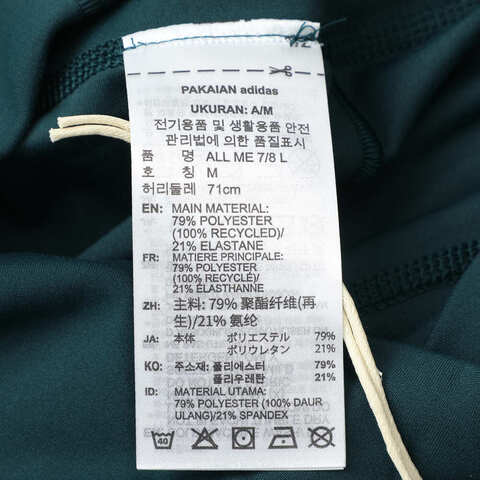 PAKAIAN adidas
UKURAN: A/M
전기용품 및 생활용품 안전
관리법에 의한 품질표시
품 명 ALL ME 7/8 L
호 칭 M
허리둘레 71cm
EN: MAIN MATERIAL:
79% POLYESTER
(100% RECYCLED)/
21% ELASTANE
FR: MATIERE PRINCIPALE:
79% POLYESTER
(100% RECYCLÉ)/
21% ÉLASTHANNE
ZH: 主料: 79% 聚酯纤维(再
生)/21% 氨纶
JA: 本体 ポリエステル 79%
ポリウレタン 21%
KO: 주소재: 폴리에스터 79%
폴리우레탄 21%
ID: MATERIAL UTAMA:
79% POLYESTER (100% DAUR
ULANG)/21% SPANDEX
40